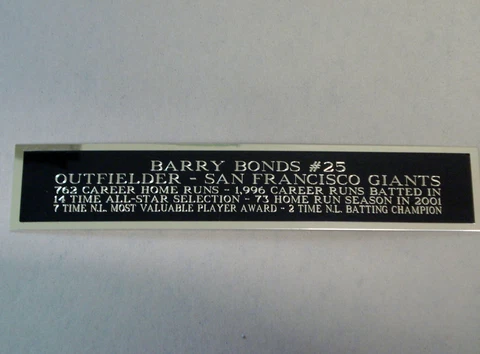 BARRY BONDS #25
OUTFIELDER - SAN FRANCISCO GIANTS
762 CAREER HOME RUNS - 1,996 CAREER RUNS BATTED IN
14 TIME ALL-STAR SELECTION - 73 HOME RUN SEASON IN 2001
7 TIME N.L. MOST VALUABLE PLAYER AWARD - 2 TIME N.L. BATTING CHAMPION